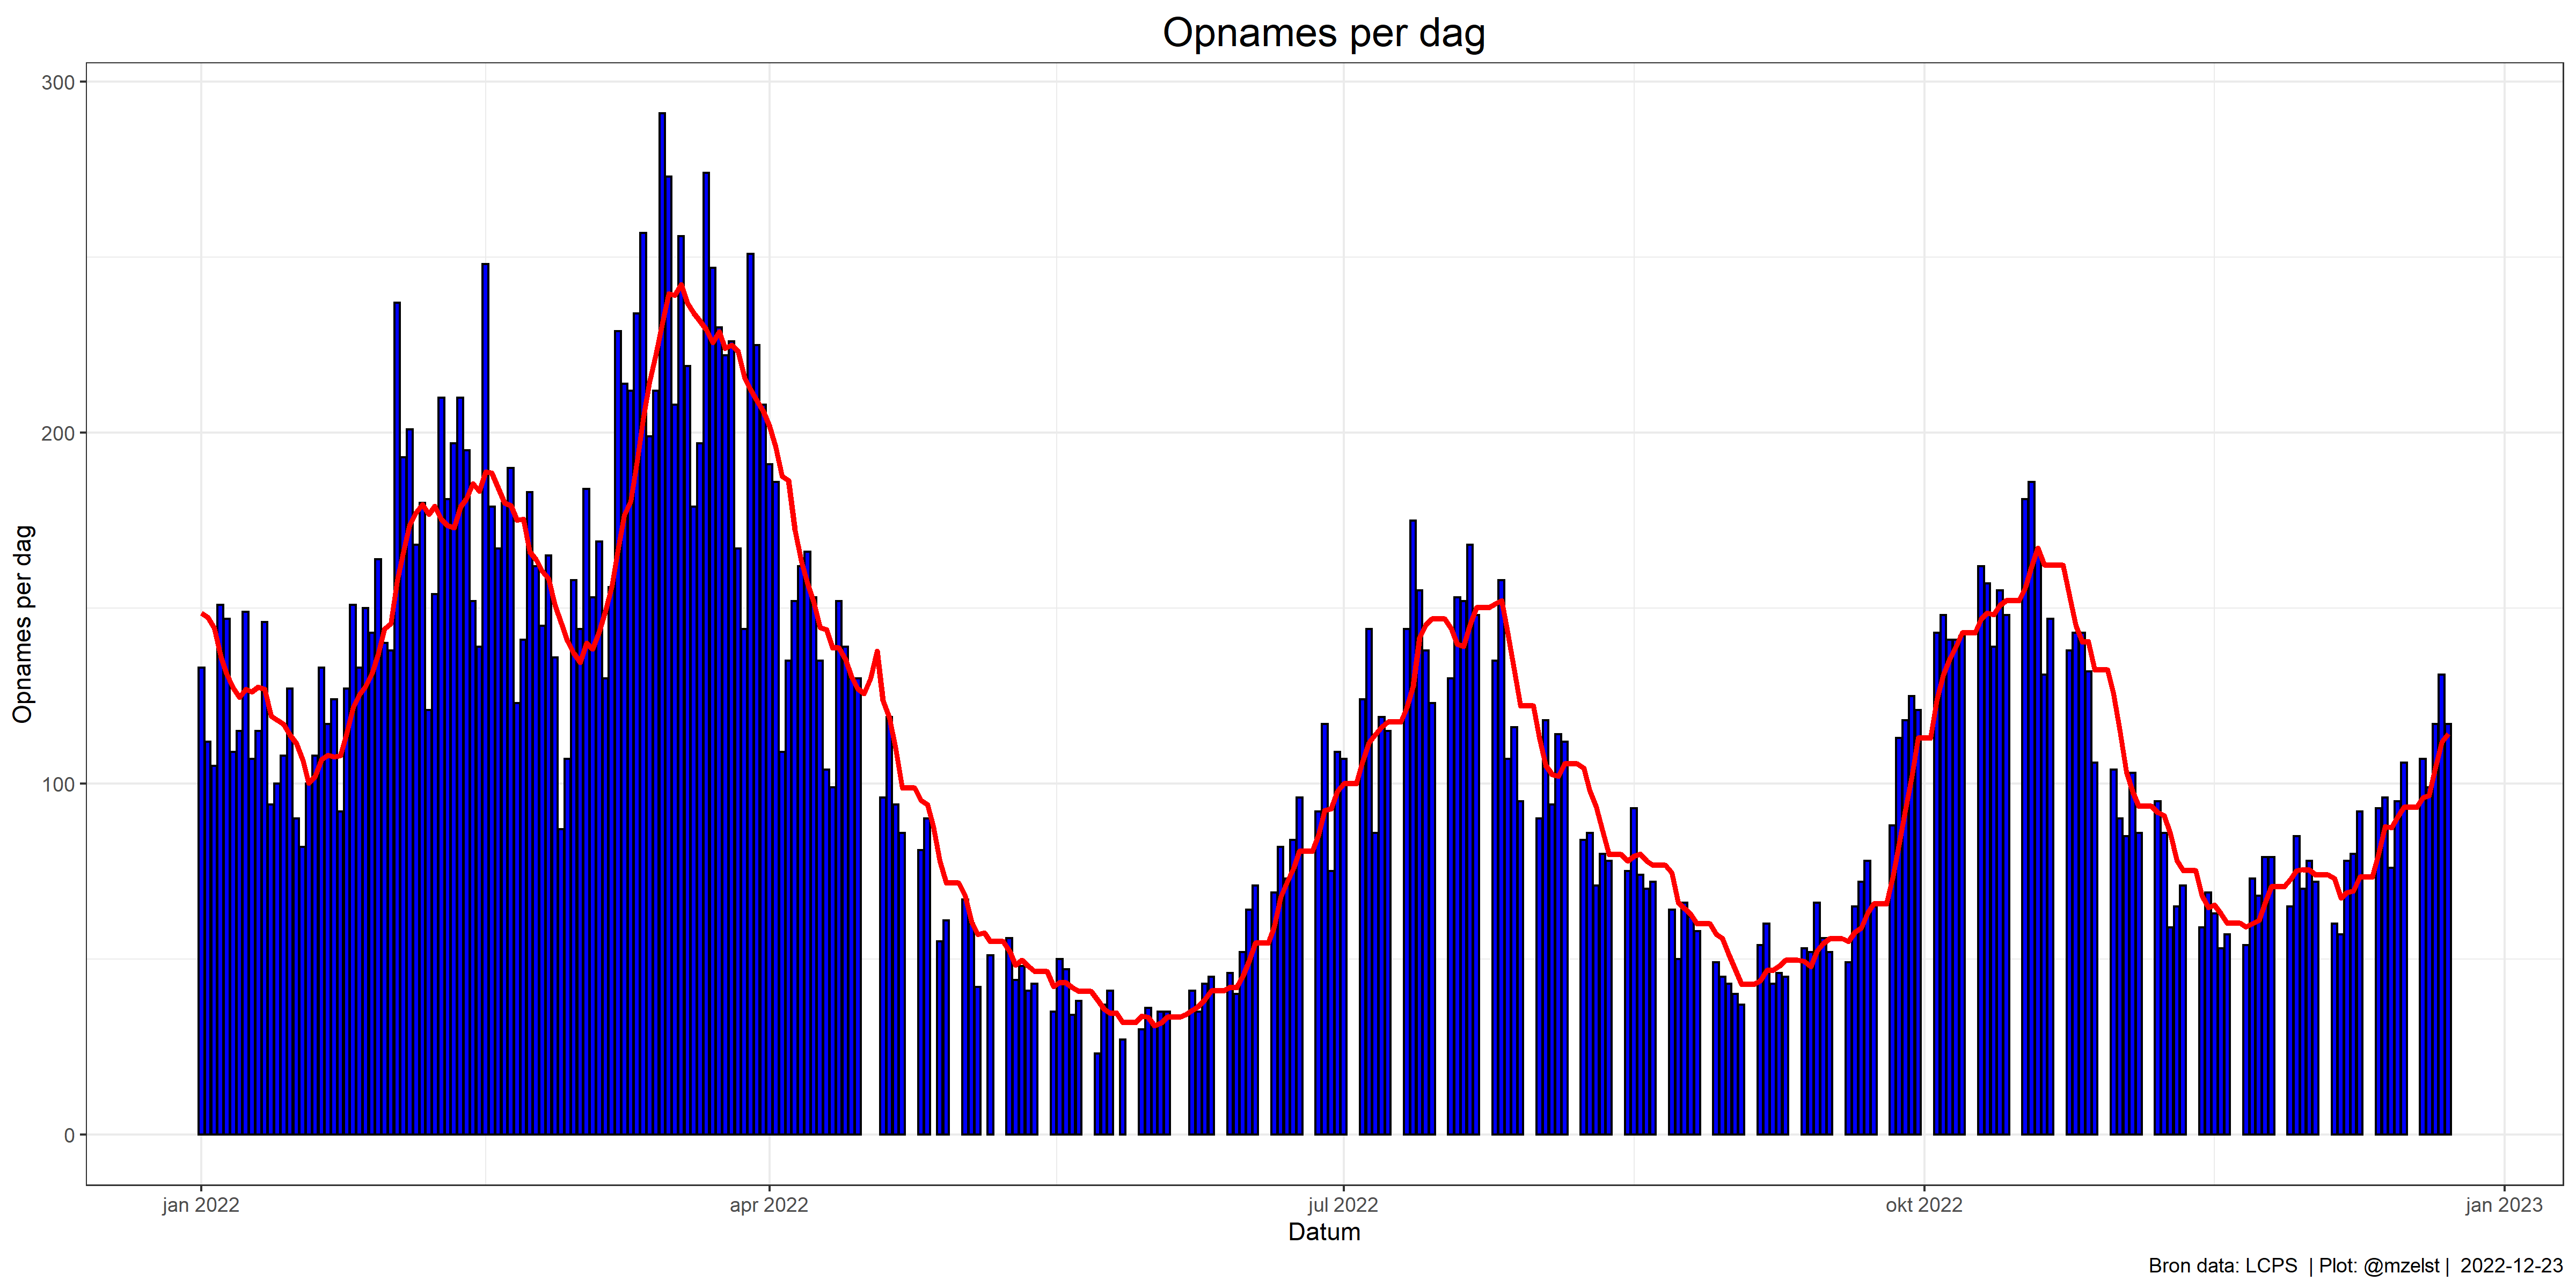 Opnames per dag
Opnames per dag
300
200
100
0
jan 2022
apr 2022
jul 2022
okt 2022
jan 2023
Datum
Bron data: LCPS | Plot: @mzelst | 2022-12-23